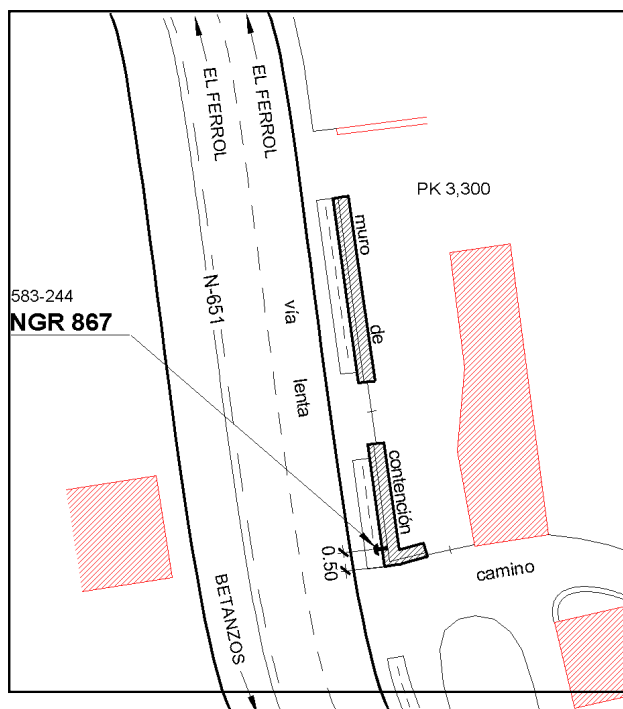 EL FERROL
EL FERROL
PK 3,300
muro
de
contención
N-651
vía
lenta
583-244
NGR 867
0.50
camino
BETANZOS